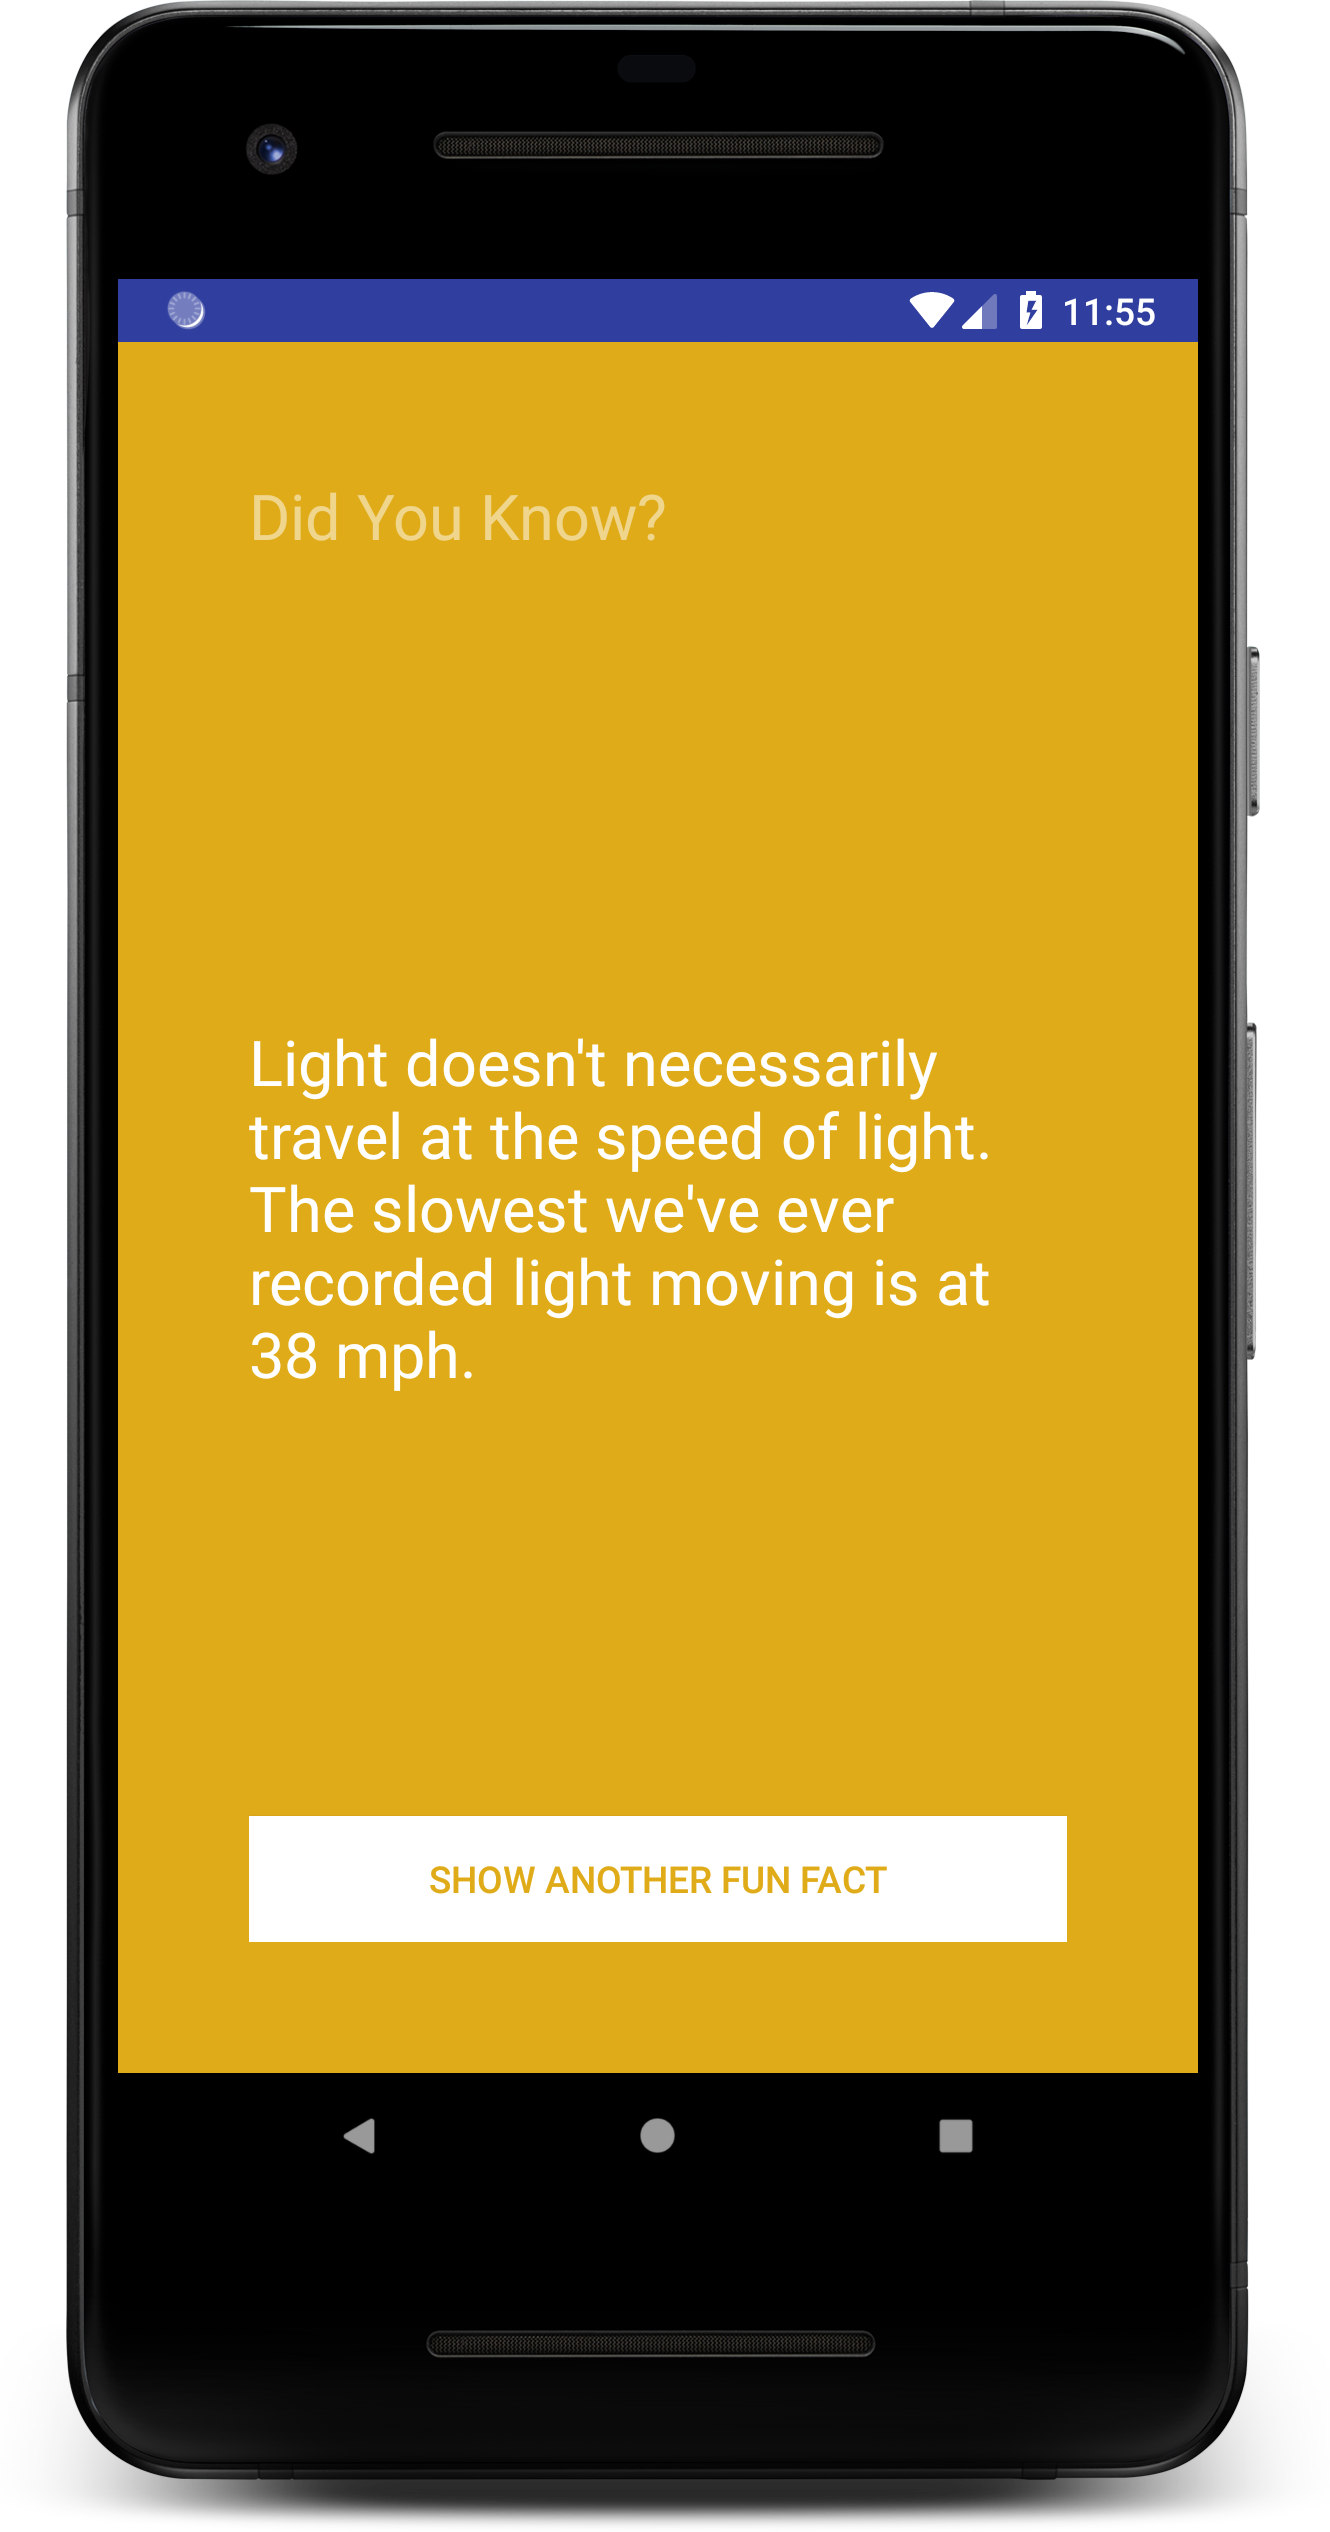 11:55
Did You Know?
Light doesn't necessarily
travel at the speed of light.
The slowest we've ever
recorded light moving is at
38 mph.
SHOW ANOTHER FUN FACT